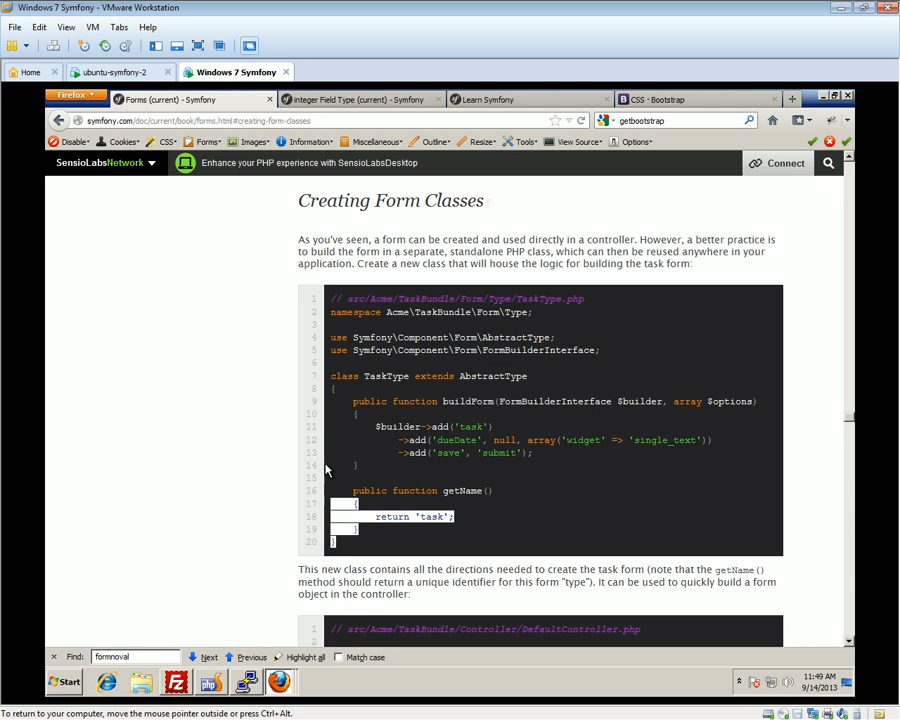 Windows 7 Symfony - VMware Workstation
File Edit View VM Tabs Help
Home ubuntu-symfony-2 Windows 7 Symfony
Firefox Forms (current) - Symfony integer Field Type (current) - Symfony Learn Symfony CSS · Bootstrap
symfony.com/doc/current/book/forms.html#creating-form-classes getbootstrap
Disable Cookies CSS Forms Images Information Miscellaneous Outline Resize Tools View Source Options
SensioLabsNetwork Enhance your PHP experience with SensioLabsDesktop Connect
Creating Form Classes
As you've seen, a form can be created and used directly in a controller. However, a better practice is
to build the form in a separate, standalone PHP class, which can then be reused anywhere in your
application. Create a new class that will house the logic for building the task form:
1 // src/Acme/TaskBundle/Form/Type/TaskType.php
2 namespace Acme\TaskBundle\Form\Type;
3
4 use Symfony\Component\Form\AbstractType;
5 use Symfony\Component\Form\FormBuilderInterface;
6
7 class TaskType extends AbstractType
8 {
9 public function buildForm(FormBuilderInterface $builder, array $options)
10 {
11 $builder->add('task')
12 ->add('dueDate', null, array('widget' => 'single_text'))
13 ->add('save', 'submit');
14 }
15
16 public function getName()
17 {
18 return 'task';
19 }
20 }
This new class contains all the directions needed to create the task form (note that the getName()
method should return a unique identifier for this form "type"). It can be used to quickly build a form
object in the controller:
1 // src/Acme/TaskBundle/Controller/DefaultController.php
2
Find: formnoval Next Previous Highlight all Match case
Start 11:49 AM
9/14/2013
To return to your computer, move the mouse pointer outside or press Ctrl+Alt.